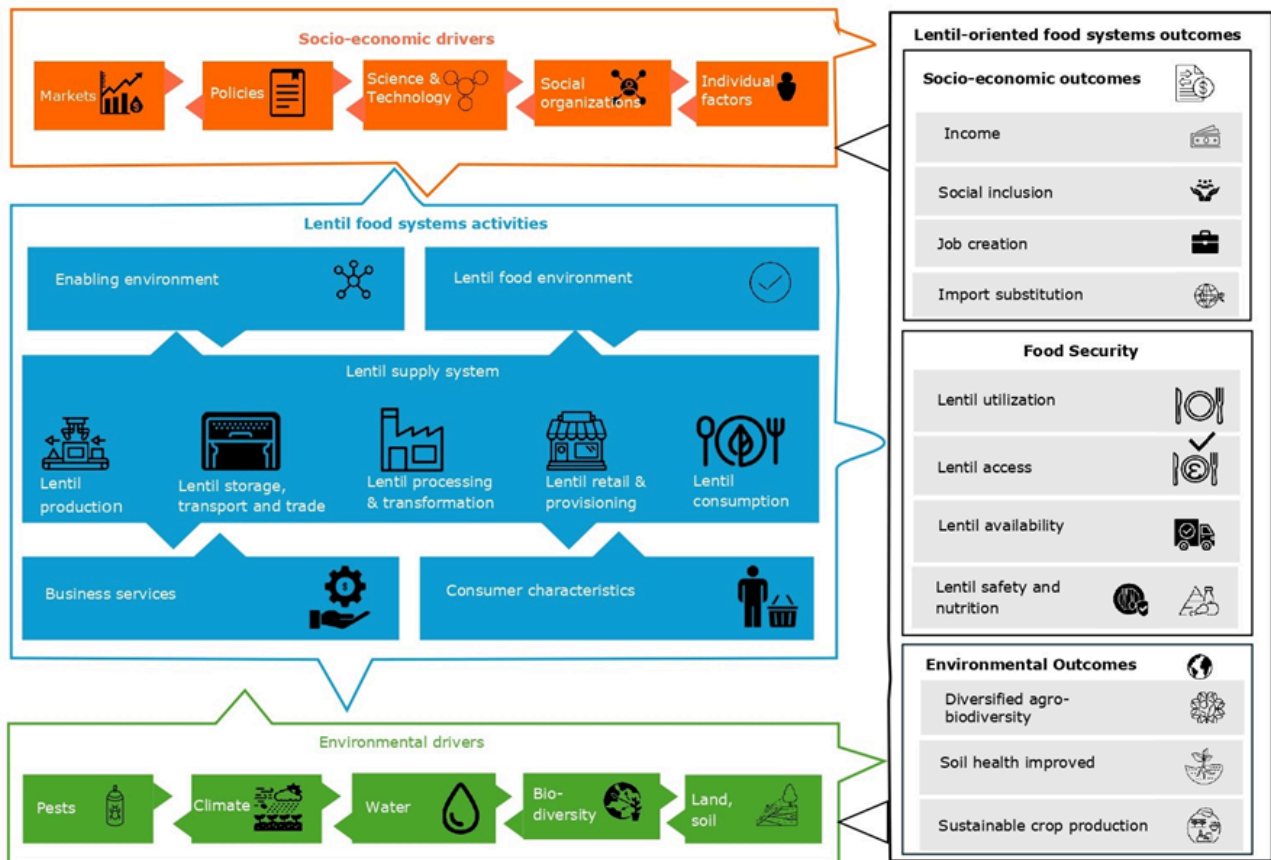 Socio-economic drivers
Markets
Policies
Science &
Technology
Social
organizations
Individual
factors
Lentil food systems activities
Enabling environment
Lentil food environment
Lentil supply system
Lentil
production
Lentil storage,
transport and trade
Lentil processing
& transformation
Lentil retail &
provisioning
Lentil
consumption
Business services
Consumer characteristics
Environmental drivers
Pests
Climate
Water
Bio-
diversity
Land,
soil
Lentil-oriented food systems outcomes
Socio-economic outcomes
Income
Social inclusion
Job creation
Import substitution
Food Security
Lentil utilization
Lentil access
Lentil availability
Lentil safety and
nutrition
Environmental Outcomes
Diversified agro-
biodiversity
Soil health improved
Sustainable crop production